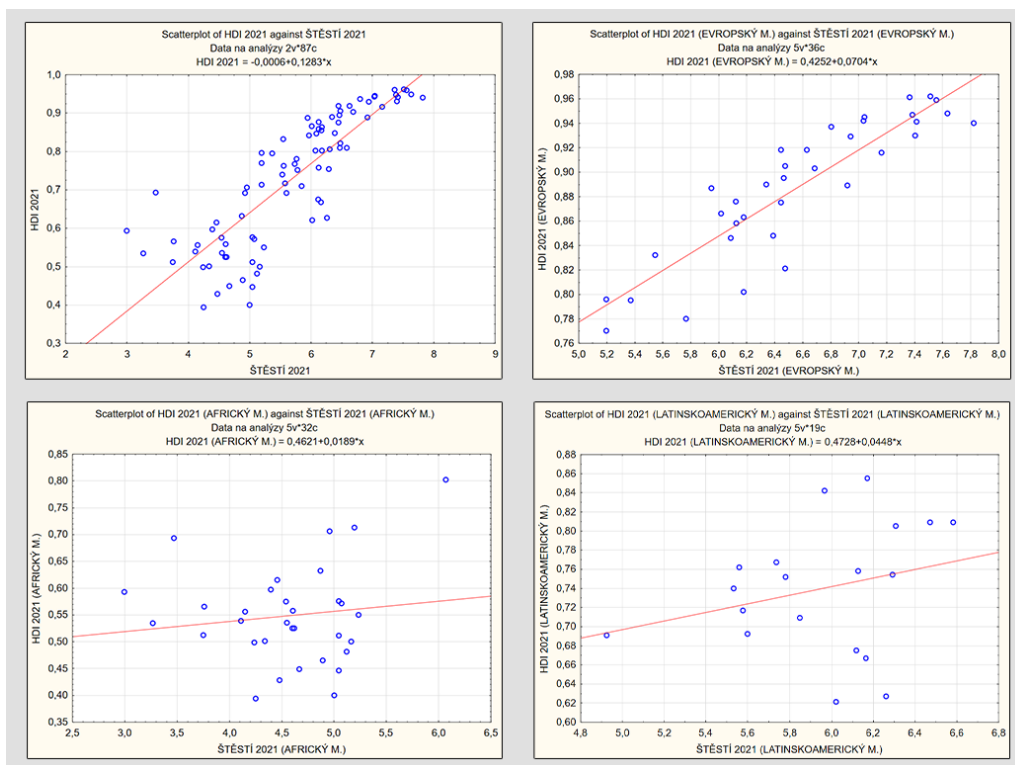 Scatterplot of HDI 2021 against ŠTĚSTÍ 2021
Data na analýzy 2v*87c
HDI 2021 = -0,0006+0,1283*x
1,0
0,9
0,8
0,7
0,6
0,5
0,4
0,3
HDI 2021
2 3 4 5 6 7 8 9
ŠTĚSTÍ 2021
Scatterplot of HDI 2021 (EVROPSKÝ M.) against ŠTĚSTÍ 2021 (EVROPSKÝ M.)
Data na analýzy 5v*36c
HDI 2021 (EVROPSKÝ M.) = 0,4252+0,0704*x
0,98
0,96
0,94
0,92
0,90
0,88
0,86
0,84
0,82
0,80
0,78
0,76
HDI 2021 (EVROPSKÝ M.)
5,0 5,2 5,4 5,6 5,8 6,0 6,2 6,4 6,6 6,8 7,0 7,2 7,4 7,6 7,8 8,0
ŠTĚSTÍ 2021 (EVROPSKÝ M.)
Scatterplot of HDI 2021 (AFRICKÝ M.) against ŠTĚSTÍ 2021 (AFRICKÝ M.)
Data na analýzy 5v*32c
HDI 2021 (AFRICKÝ M.) = 0,4621+0,0189*x
0,85
0,80
0,75
0,70
0,65
0,60
0,55
0,50
0,45
0,40
0,35
HDI 2021 (AFRICKÝ M.)
2,5 3,0 3,5 4,0 4,5 5,0 5,5 6,0 6,5
ŠTĚSTÍ 2021 (AFRICKÝ M.)
Scatterplot of HDI 2021 (LATINSKOAMERICKÝ M.) against ŠTĚSTÍ 2021 (LATINSKOAMERICKÝ M.)
Data na analýzy 5v*19c
HDI 2021 (LATINSKOAMERICKÝ M.) = 0,4728+0,0448*x
0,88
0,86
0,84
0,82
0,80
0,78
0,76
0,74
0,72
0,70
0,68
0,66
0,64
0,62
0,60
HDI 2021 (LATINSKOAMERICKÝ M.)
4,8 5,0 5,2 5,4 5,6 5,8 6,0 6,2 6,4 6,6 6,8
ŠTĚSTÍ 2021 (LATINSKOAMERICKÝ M.)